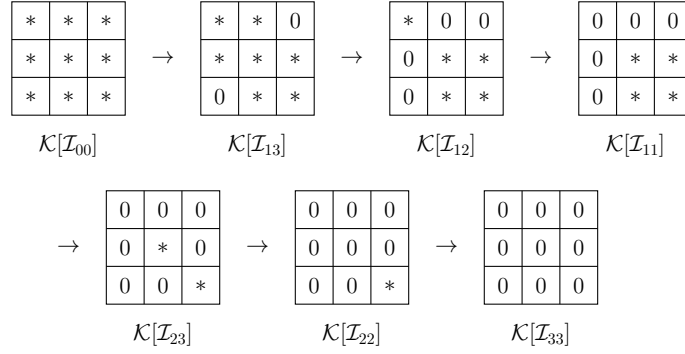 * * * * * 0 * 0 0 0 0 0
* * * → * * * → 0 * * → 0 * *
* * * 0 * * 0 * * 0 * *
𝒦[ℐ₀₀] 𝒦[ℐ₁₃] 𝒦[ℐ₁₂] 𝒦[ℐ₁₁]
0 0 0 0 0 0 0 0 0
→ 0 * 0 → 0 0 0 → 0 0 0
0 0 * 0 0 * 0 0 0
𝒦[ℐ₂₃] 𝒦[ℐ₂₂] 𝒦[ℐ₃₃]